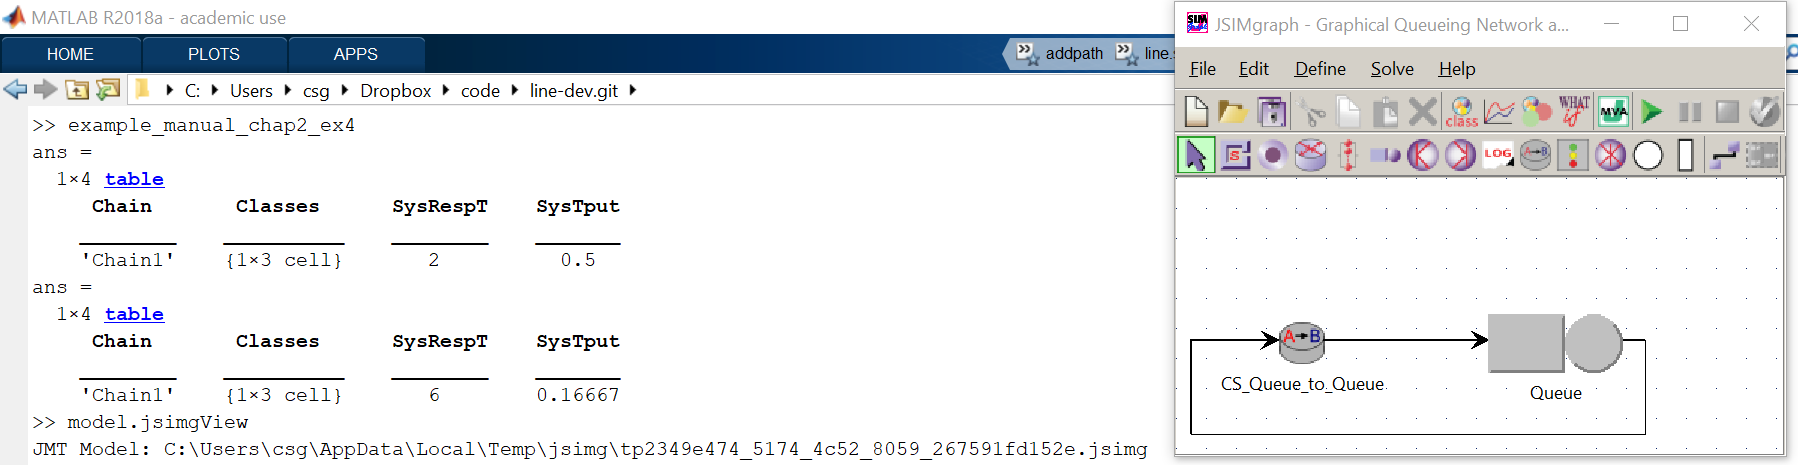 MATLAB R2018a - academic use
HOME PLOTS APPS addpath line.s
C: Users csg Dropbox code line-dev.git
>> example_manual_chap2_ex4
ans =
1×4 table
Chain Classes SysRespT SysTput
'Chain1' {1×3 cell} 2 0.5
ans =
1×4 table
Chain Classes SysRespT SysTput
'Chain1' {1×3 cell} 6 0.16667
>> model.jsimgView
JMT Model: C:\Users\csg\AppData\Local\Temp\jsimg\tp2349e474_5174_4c52_8059_267591fd152e.jsimg
JSIMgraph - Graphical Queueing Network a...
File Edit Define Solve Help
class WHAT IF MVA
S LOG A→B
A→B
CS_Queue_to_Queue
Queue